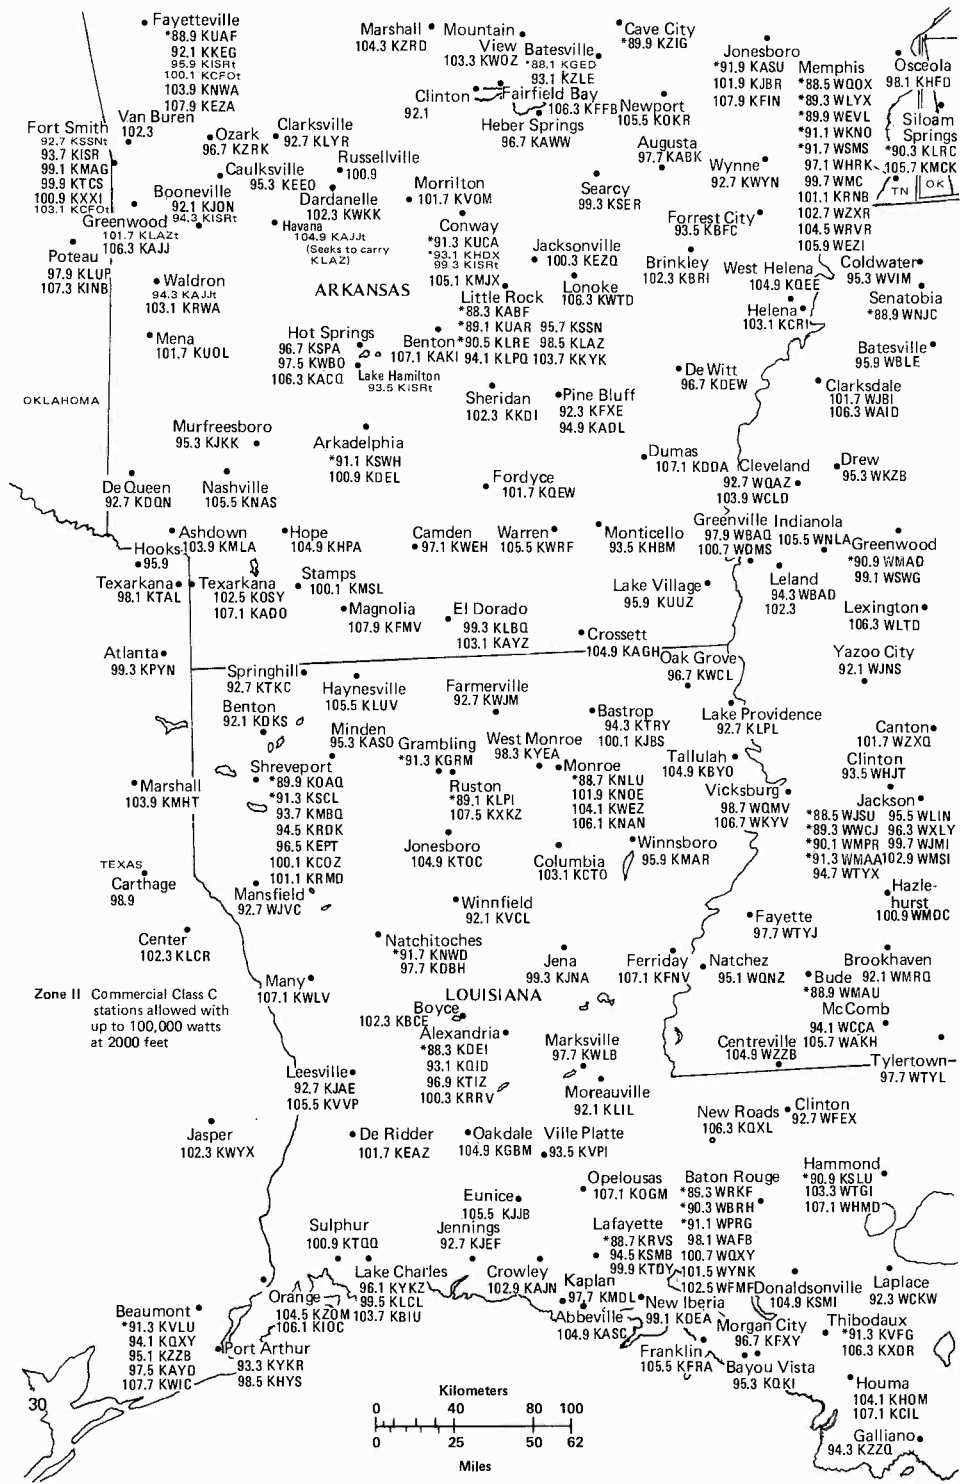 Fayetteville
*88.9 KUAF
92.1 KKEG
95.9 KISRt
100.1 KCFOt
103.9 KNWA
107.9 KEZA
Marshall
104.3 KZRD
Mountain
View
103.3 KWOZ
Batesville
*88.1 KGED
93.1 KZLE
Cave City
*89.9 KZIG
Jonesboro
*91.9 KASU
101.9 KJBR
107.9 KFIN
Memphis
*88.5 WQOX
*89.3 WLYX
*89.9 WEVL
*91.1 WKNO
*91.7 WSMS
97.1 WHRK
99.7 WMC
101.1 KRNB
102.7 WZXR
104.5 WRVR
105.9 WEZI
Osceola
98.1 KHFD
Siloam
Springs
*90.3 KLRC
105.7 KMCK
TN
OK
Clinton
92.1
Fairfield Bay
106.3 KFFB
Heber Springs
96.7 KAWW
Newport
105.5 KOKR
Van Buren
102.3
Fort Smith
92.7 KSSNt
93.7 KISR
99.1 KMAG
99.9 KTCS
100.9 KXXI
103.1 KCFOt
Ozark
96.7 KZRK
Clarksville
92.7 KLYR
Augusta
97.7 KABK
Wynne
92.7 KWYN
Caulksville
95.3 KEEO
Russellville
100.9
Booneville
92.1 KJON
94.3 KISRt
Dardanelle
102.3 KWKK
Morrilton
101.7 KVOM
Searcy
99.3 KSER
Greenwood
101.7 KLAZt
106.3 KAJJ
Havana
104.9 KAJJt
(Seeks to carry
KLAZ)
Conway
*91.3 KUCA
*93.1 KHDX
99.3 KISRt
105.1 KMJX
Forrest City
93.5 KBFC
Poteau
97.9 KLUP
107.3 KINB
Jacksonville
100.3 KEZQ
Brinkley
102.3 KBRI
West Helena
104.9 KQEE
Coldwater
95.3 WVIM
Waldron
94.3 KAJJt
103.1 KRWA
ARKANSAS
Lonoke
106.3 KWTD
Senatobia
*88.9 WNJC
Little Rock
*88.3 KABF
*89.1 KUAR 95.7 KSSN
*90.5 KLRE 98.5 KLAZ
94.1 KLPQ 103.7 KKYK
Helena
103.1 KCRI
Mena
101.7 KUOL
Hot Springs
96.7 KSPA
97.5 KWBO
106.3 KACQ
Benton
107.1 KAKI
Batesville
95.9 WBLE
Lake Hamilton
93.5 KISRt
De Witt
96.7 KDEW
Clarksdale
101.7 WJBI
106.3 WAID
OKLAHOMA
Sheridan
102.3 KKDI
Pine Bluff
92.3 KFXE
94.9 KADL
Murfreesboro
95.3 KJKK
Arkadelphia
*91.1 KSWH
100.9 KDEL
Dumas
107.1 KDDA
Cleveland
92.7 WQAZ
103.9 WCLD
Drew
95.3 WKZB
De Queen
92.7 KDQN
Nashville
105.5 KNAS
Fordyce
101.7 KQEW
Ashdown
103.9 KMLA
Hope
104.9 KHPA
Camden
97.1 KWEH
Warren
105.5 KWRF
Monticello
93.5 KHBM
Greenville
97.9 WBAQ
100.7 WDMS
Indianola
105.5 WNLA
Greenwood
*90.9 WMAO
99.1 WSWG
Hooks
95.9
Texarkana
98.1 KTAL
Texarkana
102.5 KOSY
107.1 KADO
Stamps
100.1 KMSL
Lake Village
95.9 KUUZ
Leland
94.3 WBAD
102.3
Lexington
106.3 WLTD
Magnolia
107.9 KFMV
El Dorado
99.3 KLBQ
103.1 KAYZ
Crossett
104.9 KAGH
Atlanta
99.3 KPYN
Oak Grove
96.7 KWCL
Yazoo City
92.1 WJNS
Springhill
92.7 KTKC
Haynesville
105.5 KLUV
Farmerville
92.7 KWJM
Benton
92.1 KDKS
Bastrop
94.3 KTRY
100.1 KJBS
Lake Providence
92.7 KLPL
Canton
101.7 WZXQ
Minden
95.3 KASO
Grambling
*91.3 KGRM
West Monroe
98.3 KYEA
Tallulah
104.9 KBYO
Clinton
93.5 WHJT
Marshall
103.9 KMHT
Shreveport
*89.9 KOAQ
*91.3 KSCL
93.7 KMBQ
94.5 KRDK
96.5 KEPT
100.1 KCOZ
101.1 KRMD
Ruston
*89.1 KLPI
107.5 KXKZ
Monroe
*88.7 KNLU
101.9 KNOE
104.1 KWEZ
106.1 KNAN
Vicksburg
98.7 WQMV
106.7 WKYV
Jackson
*88.5 WJSU 95.5 WLIN
*89.3 WWCJ 96.3 WXLY
*90.1 WMPR 99.7 WJMI
*91.3 WMAA 102.9 WMSI
94.7 WTYX
TEXAS
Carthage
98.9
Jonesboro
104.9 KTOC
Columbia
103.1 KCTO
Winnsboro
95.9 KMAR
Mansfield
92.7 WJVC
Hazle-
hurst
100.9 WMDC
Winnfield
92.1 KVCL
Fayette
97.7 WTYJ
Center
102.3 KLCR
Natchitoches
*91.7 KNWD
97.7 KDBH
Jena
99.3 KJNA
Ferriday
107.1 KFNV
Natchez
95.1 WQNZ
Brookhaven
92.1 WMRQ
Bude
*88.9 WMAU
Many
107.1 KWLV
LOUISIANA
Zone II Commercial Class C
stations allowed with
up to 100,000 watts
at 2000 feet
Boyce
102.3 KBCE
Alexandria
*88.3 KDEI
93.1 KQID
96.9 KTIZ
100.3 KRRV
Marksville
97.7 KWLB
McComb
94.1 WCCA
105.7 WAKH
Centreville
104.9 WZZB
Tylertown
97.7 WTYL
Leesville
92.7 KJAE
105.5 KVVP
Moreauville
92.1 KLIL
New Roads
106.3 KQXL
Clinton
92.7 WFEX
Jasper
102.3 KWYX
De Ridder
101.7 KEAZ
Oakdale
104.9 KGBM
Ville Platte
93.5 KVPI
Opelousas
107.1 KOGM
Baton Rouge
*89.3 WRKF
*90.3 WBRH
*91.1 WPRG
98.1 WAFB
100.7 WQXY
101.5 WYNK
102.5 WFMF
Hammond
*90.9 KSLU
103.3 WTGI
107.1 WHMD
Eunice
105.5 KJJB
Sulphur
100.9 KTQQ
Jennings
92.7 KJEF
Lafayette
*88.7 KRVS
94.5 KSMB
99.9 KTDY
Lake Charles
96.1 KYKZ
99.5 KLCL
103.7 KBIU
Crowley
102.9 KAJN
Kaplan
97.7 KMDL
Donaldsonville
104.9 KSMI
Laplace
92.3 WCKW
Orange
104.5 KZOM
106.1 KIOC
Abbeville
104.9 KASC
New Iberia
99.1 KDEA
Beaumont
*91.3 KVLU
94.1 KQXY
95.1 KZZB
97.5 KAYD
107.7 KWIC
Port Arthur
93.3 KYKR
98.5 KHYS
Franklin
105.5 KFRA
Morgan City
96.7 KFXY
Thibodaux
*91.3 KVFG
106.3 KXOR
Bayou Vista
95.3 KQKI
Houma
104.1 KHOM
107.1 KCIL
30
Galliano
94.3 KZZQ
Kilometers
0 40 80 100
0 25 50 62
Miles